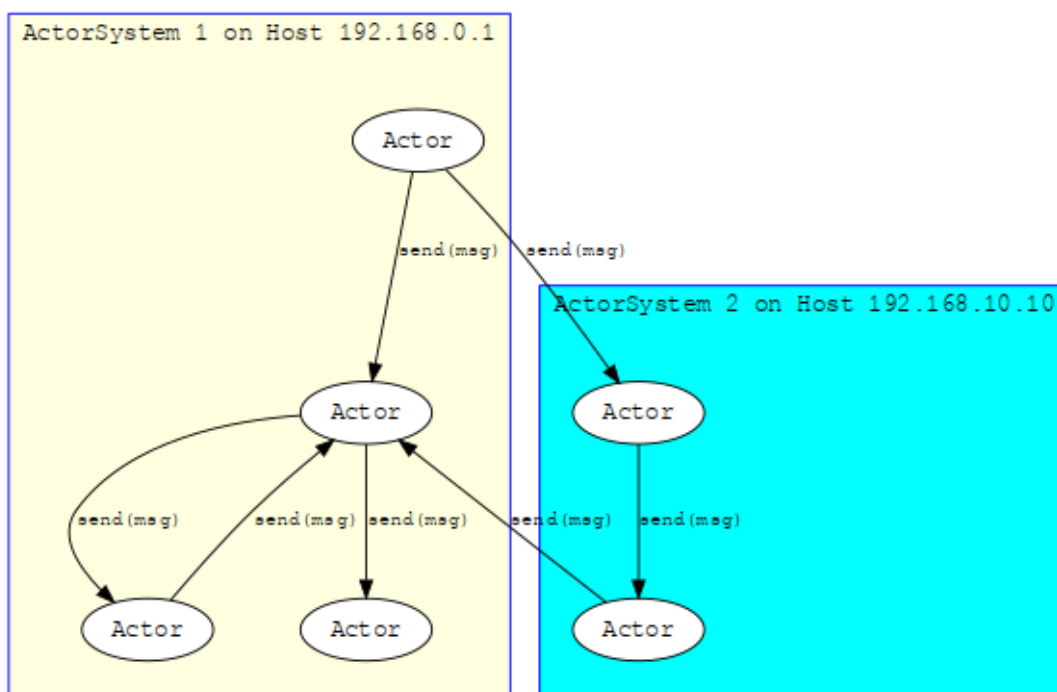 ActorSystem 1 on Host 192.168.0.1
Actor
send(msg)
send(msg)
ActorSystem 2 on Host 192.168.10.10
Actor
Actor
send(msg)
send(msg)
send(msg)
send(msg)
send(msg)
Actor
Actor
Actor